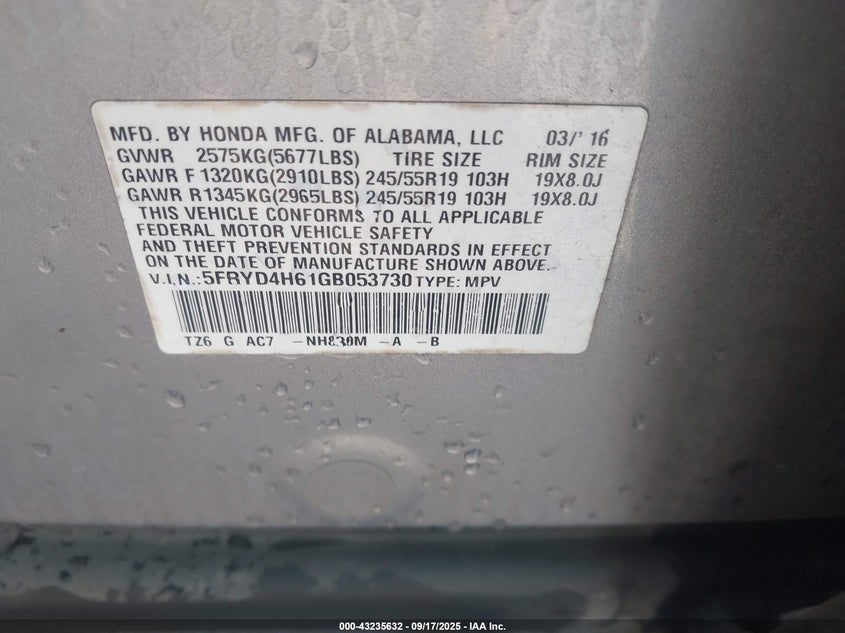 MFD. BY HONDA MFG. OF ALABAMA, LLC 03/' 16
GVWR 2575KG(5677LBS) TIRE SIZE RIM SIZE
GAWR F 1320KG(2910LBS) 245/55R19 103H 19X8.0J
GAWR R1345KG(2965LBS) 245/55R19 103H 19X8.0J
THIS VEHICLE CONFORMS TO ALL APPLICABLE
FEDERAL MOTOR VEHICLE SAFETY
AND THEFT PREVENTION STANDARDS IN EFFECT
ON THE DATE OF MANUFACTURE SHOWN ABOVE.
V.I.N.:5FRYD4H61GB053730 TYPE: MPV
TZ6 G AC7 -NH830M -A -B
000-43235632 - 09/17/2025 - IAA Inc.